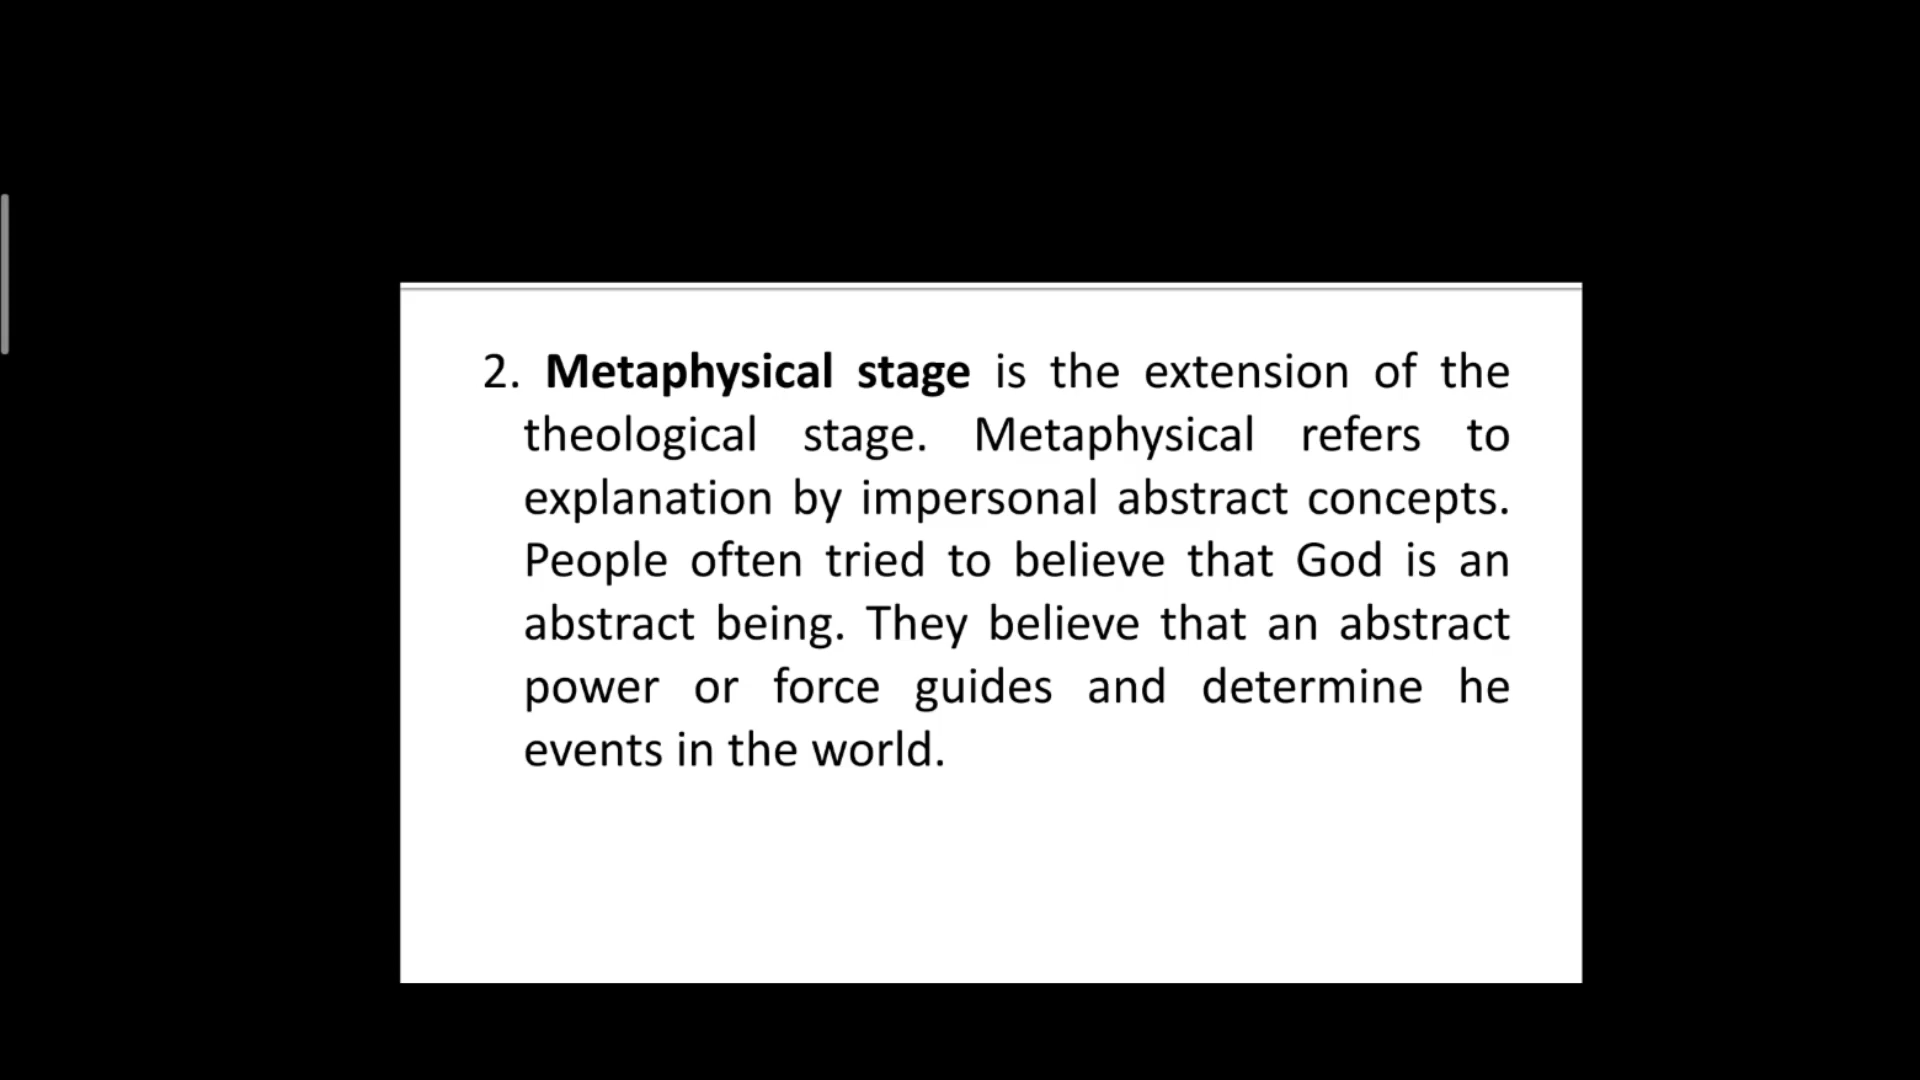 2. Metaphysical stage is the extension of the
theological stage. Metaphysical refers to
explanation by impersonal abstract concepts.
People often tried to believe that God is an
abstract being. They believe that an abstract
power or force guides and determine he
events in the world.